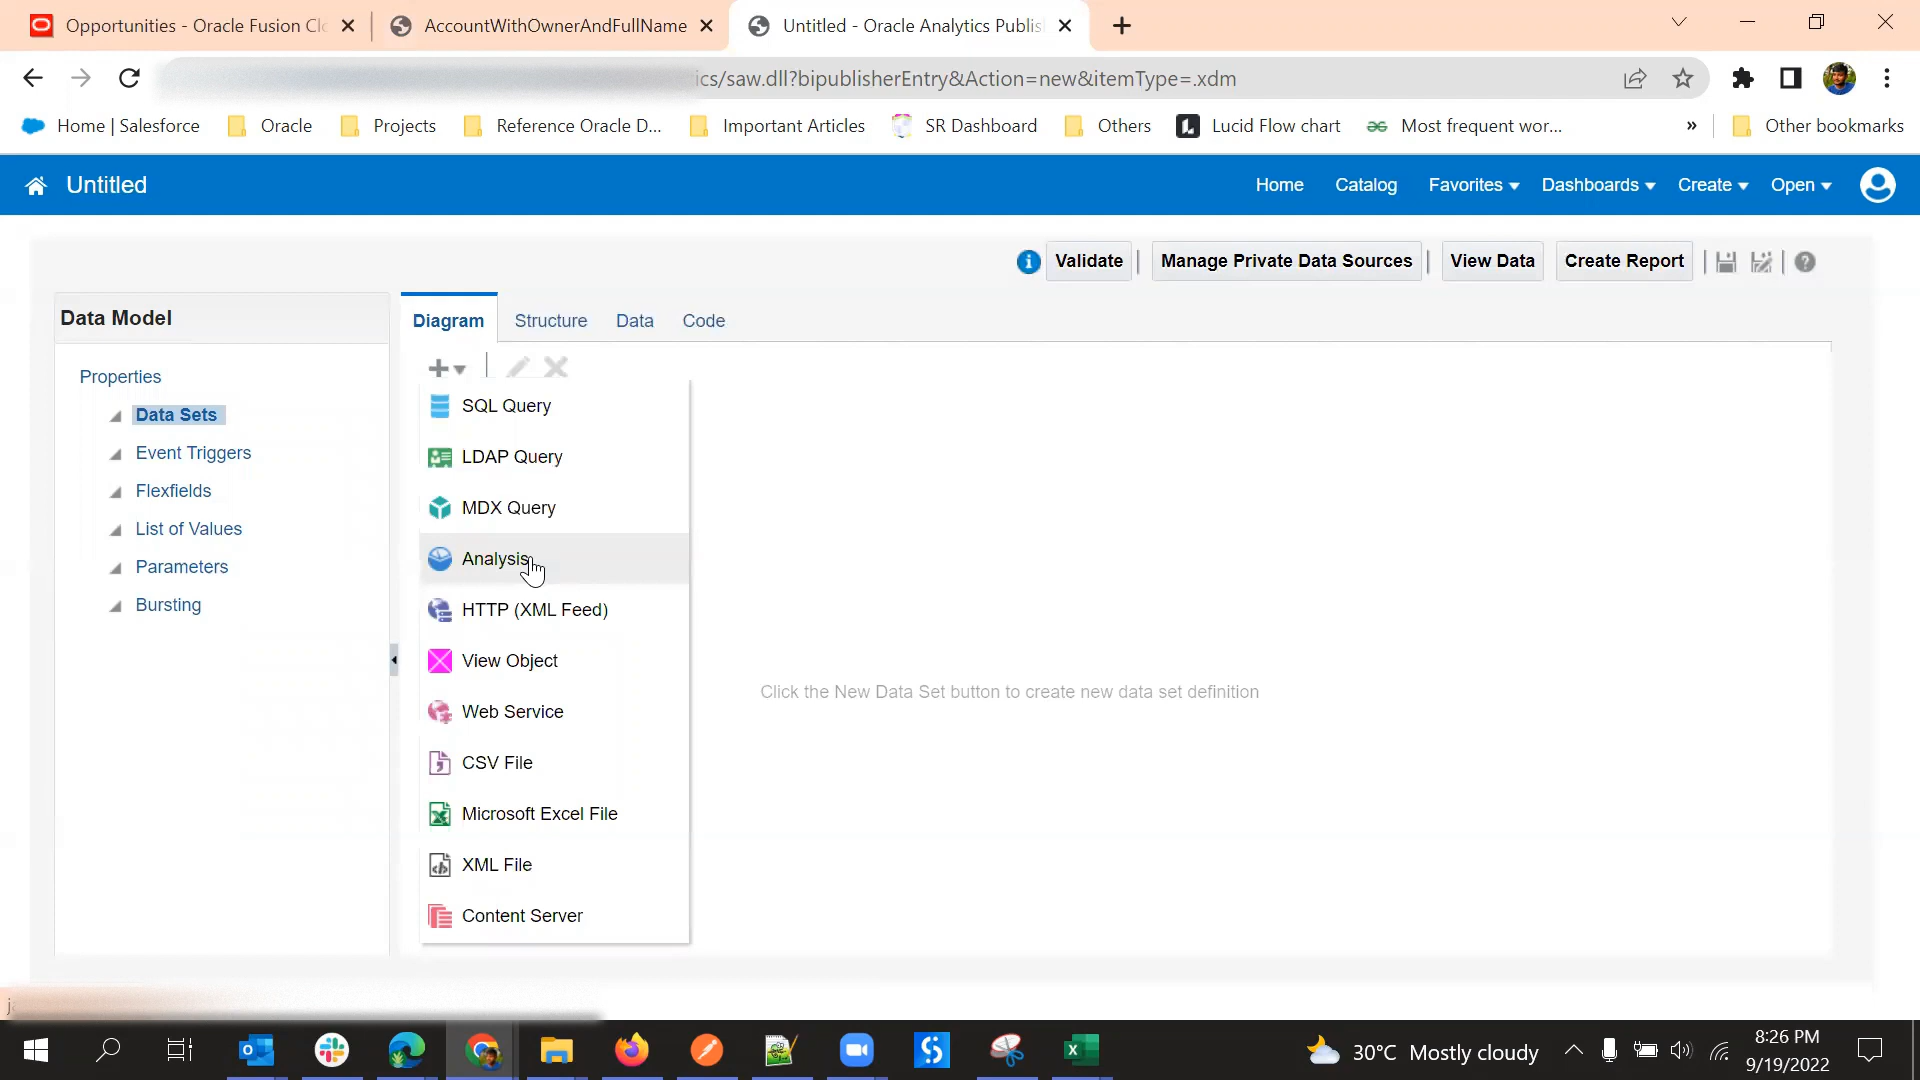 Opportunities - Oracle Fusion Clo
AccountWithOwnerAndFullName
Untitled - Oracle Analytics Publis
ics/saw.dll?bipublisherEntry&Action=new&itemType=.xdm
Home | Salesforce
Oracle
Projects
Reference Oracle D...
Important Articles
SR Dashboard
Others
Lucid Flow chart
Most frequent wor...
»
Other bookmarks
Untitled
Home
Catalog
Favorites
Dashboards
Create
Open
Validate
Manage Private Data Sources
View Data
Create Report
Data Model
Diagram
Structure
Data
Code
Properties
Data Sets
Event Triggers
Flexfields
List of Values
Parameters
Bursting
SQL Query
LDAP Query
MDX Query
Analysis
HTTP (XML Feed)
View Object
Web Service
CSV File
Microsoft Excel File
XML File
Content Server
Click the New Data Set button to create new data set definition
30°C Mostly cloudy
8:26 PM
9/19/2022